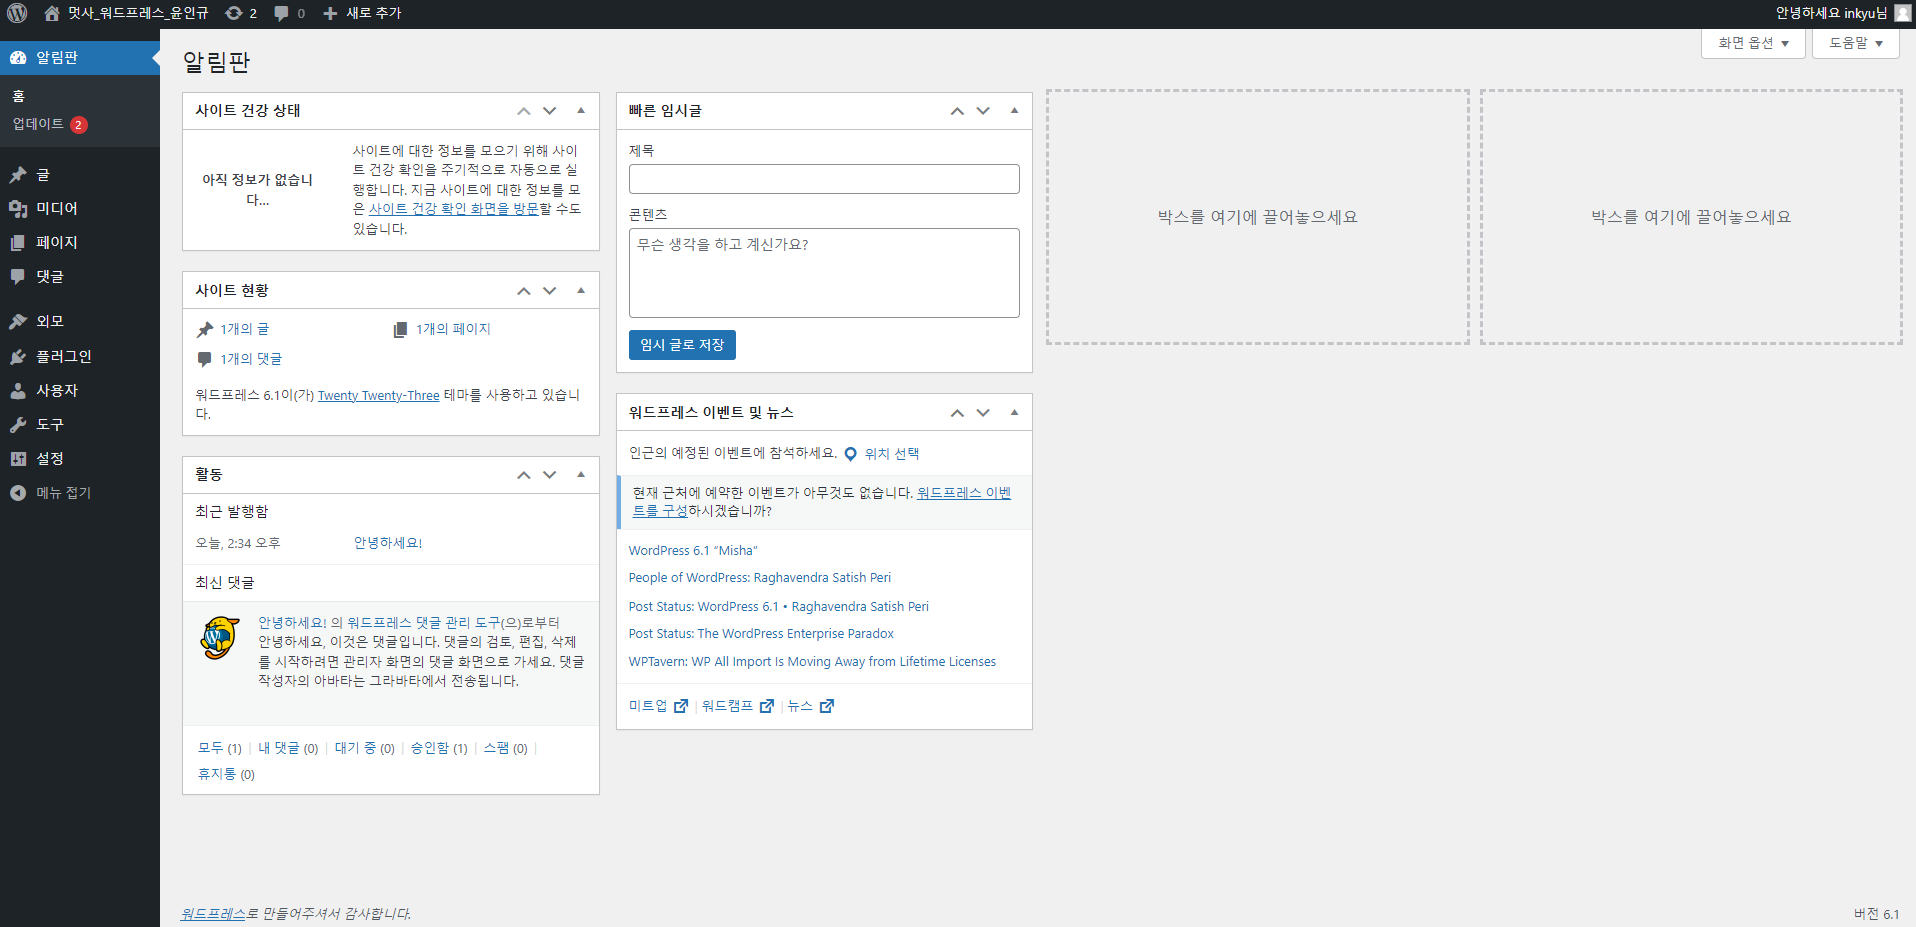 멋사_워드프레스_윤인규
2
0
새로 추가
안녕하세요 inkyu님
알림판
홈
업데이트 2
글
미디어
페이지
댓글
외모
플러그인
사용자
도구
설정
메뉴 접기
알림판
화면 옵션
도움말
사이트 건강 상태
아직 정보가 없습니
다...
사이트에 대한 정보를 모으기 위해 사이
트 건강 확인을 주기적으로 자동으로 실
행합니다. 지금 사이트에 대한 정보를 모
은 사이트 건강 확인 화면을 방문할 수도
있습니다.
사이트 현황
1개의 글
1개의 페이지
1개의 댓글
워드프레스 6.1이(가) Twenty Twenty-Three 테마를 사용하고 있습니
다.
활동
최근 발행함
오늘, 2:34 오후
안녕하세요!
최신 댓글
안녕하세요! 의 워드프레스 댓글 관리 도구(으)로부터
안녕하세요, 이것은 댓글입니다. 댓글의 검토, 편집, 삭제
를 시작하려면 관리자 화면의 댓글 화면으로 가세요. 댓글
작성자의 아바타는 그라바타에서 전송됩니다.
모두 (1) | 내 댓글 (0) | 대기 중 (0) | 승인함 (1) | 스팸 (0) |
휴지통 (0)
빠른 임시글
제목
콘텐츠
무슨 생각을 하고 계신가요?
임시 글로 저장
워드프레스 이벤트 및 뉴스
인근의 예정된 이벤트에 참석하세요. 위치 선택
현재 근처에 예약한 이벤트가 아무것도 없습니다. 워드프레스 이벤
트를 구성하시겠습니까?
WordPress 6.1 “Misha”
People of WordPress: Raghavendra Satish Peri
Post Status: WordPress 6.1 • Raghavendra Satish Peri
Post Status: The WordPress Enterprise Paradox
WPTavern: WP All Import Is Moving Away from Lifetime Licenses
미트업 | 워드캠프 | 뉴스
박스를 여기에 끌어놓으세요
박스를 여기에 끌어놓으세요
워드프레스로 만들어주셔서 감사합니다.
버전 6.1